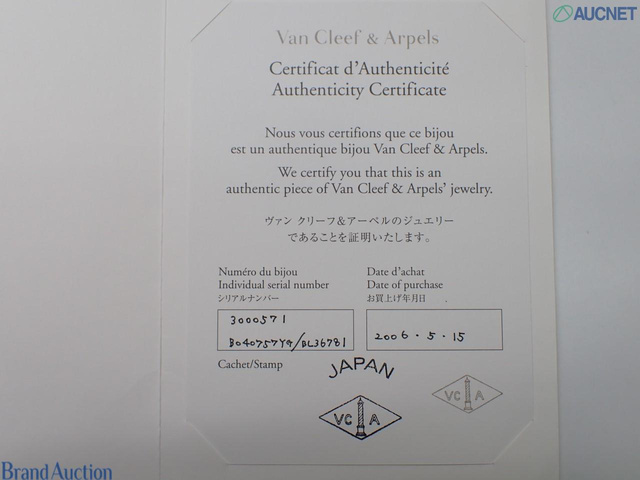 AUCNET
Van Cleef & Arpels
Certificat d'Authenticité
Authenticity Certificate
Nous vous certifions que ce bijou
est un authentique bijou Van Cleef & Arpels.
We certify you that this is an
authentic piece of Van Cleef & Arpels' jewelry.
ヴァン クリーフ&アーペルのジュエリー
であることを証明いたします。
Numéro du bijou
Individual serial number
シリアルナンバー
Date d'achat
Date of purchase
お買上げ年月日
3000571
B040757Y4/BL36781
2006・5・15
Cachet/Stamp
JAPAN
VC A
VC A
Brand Auction